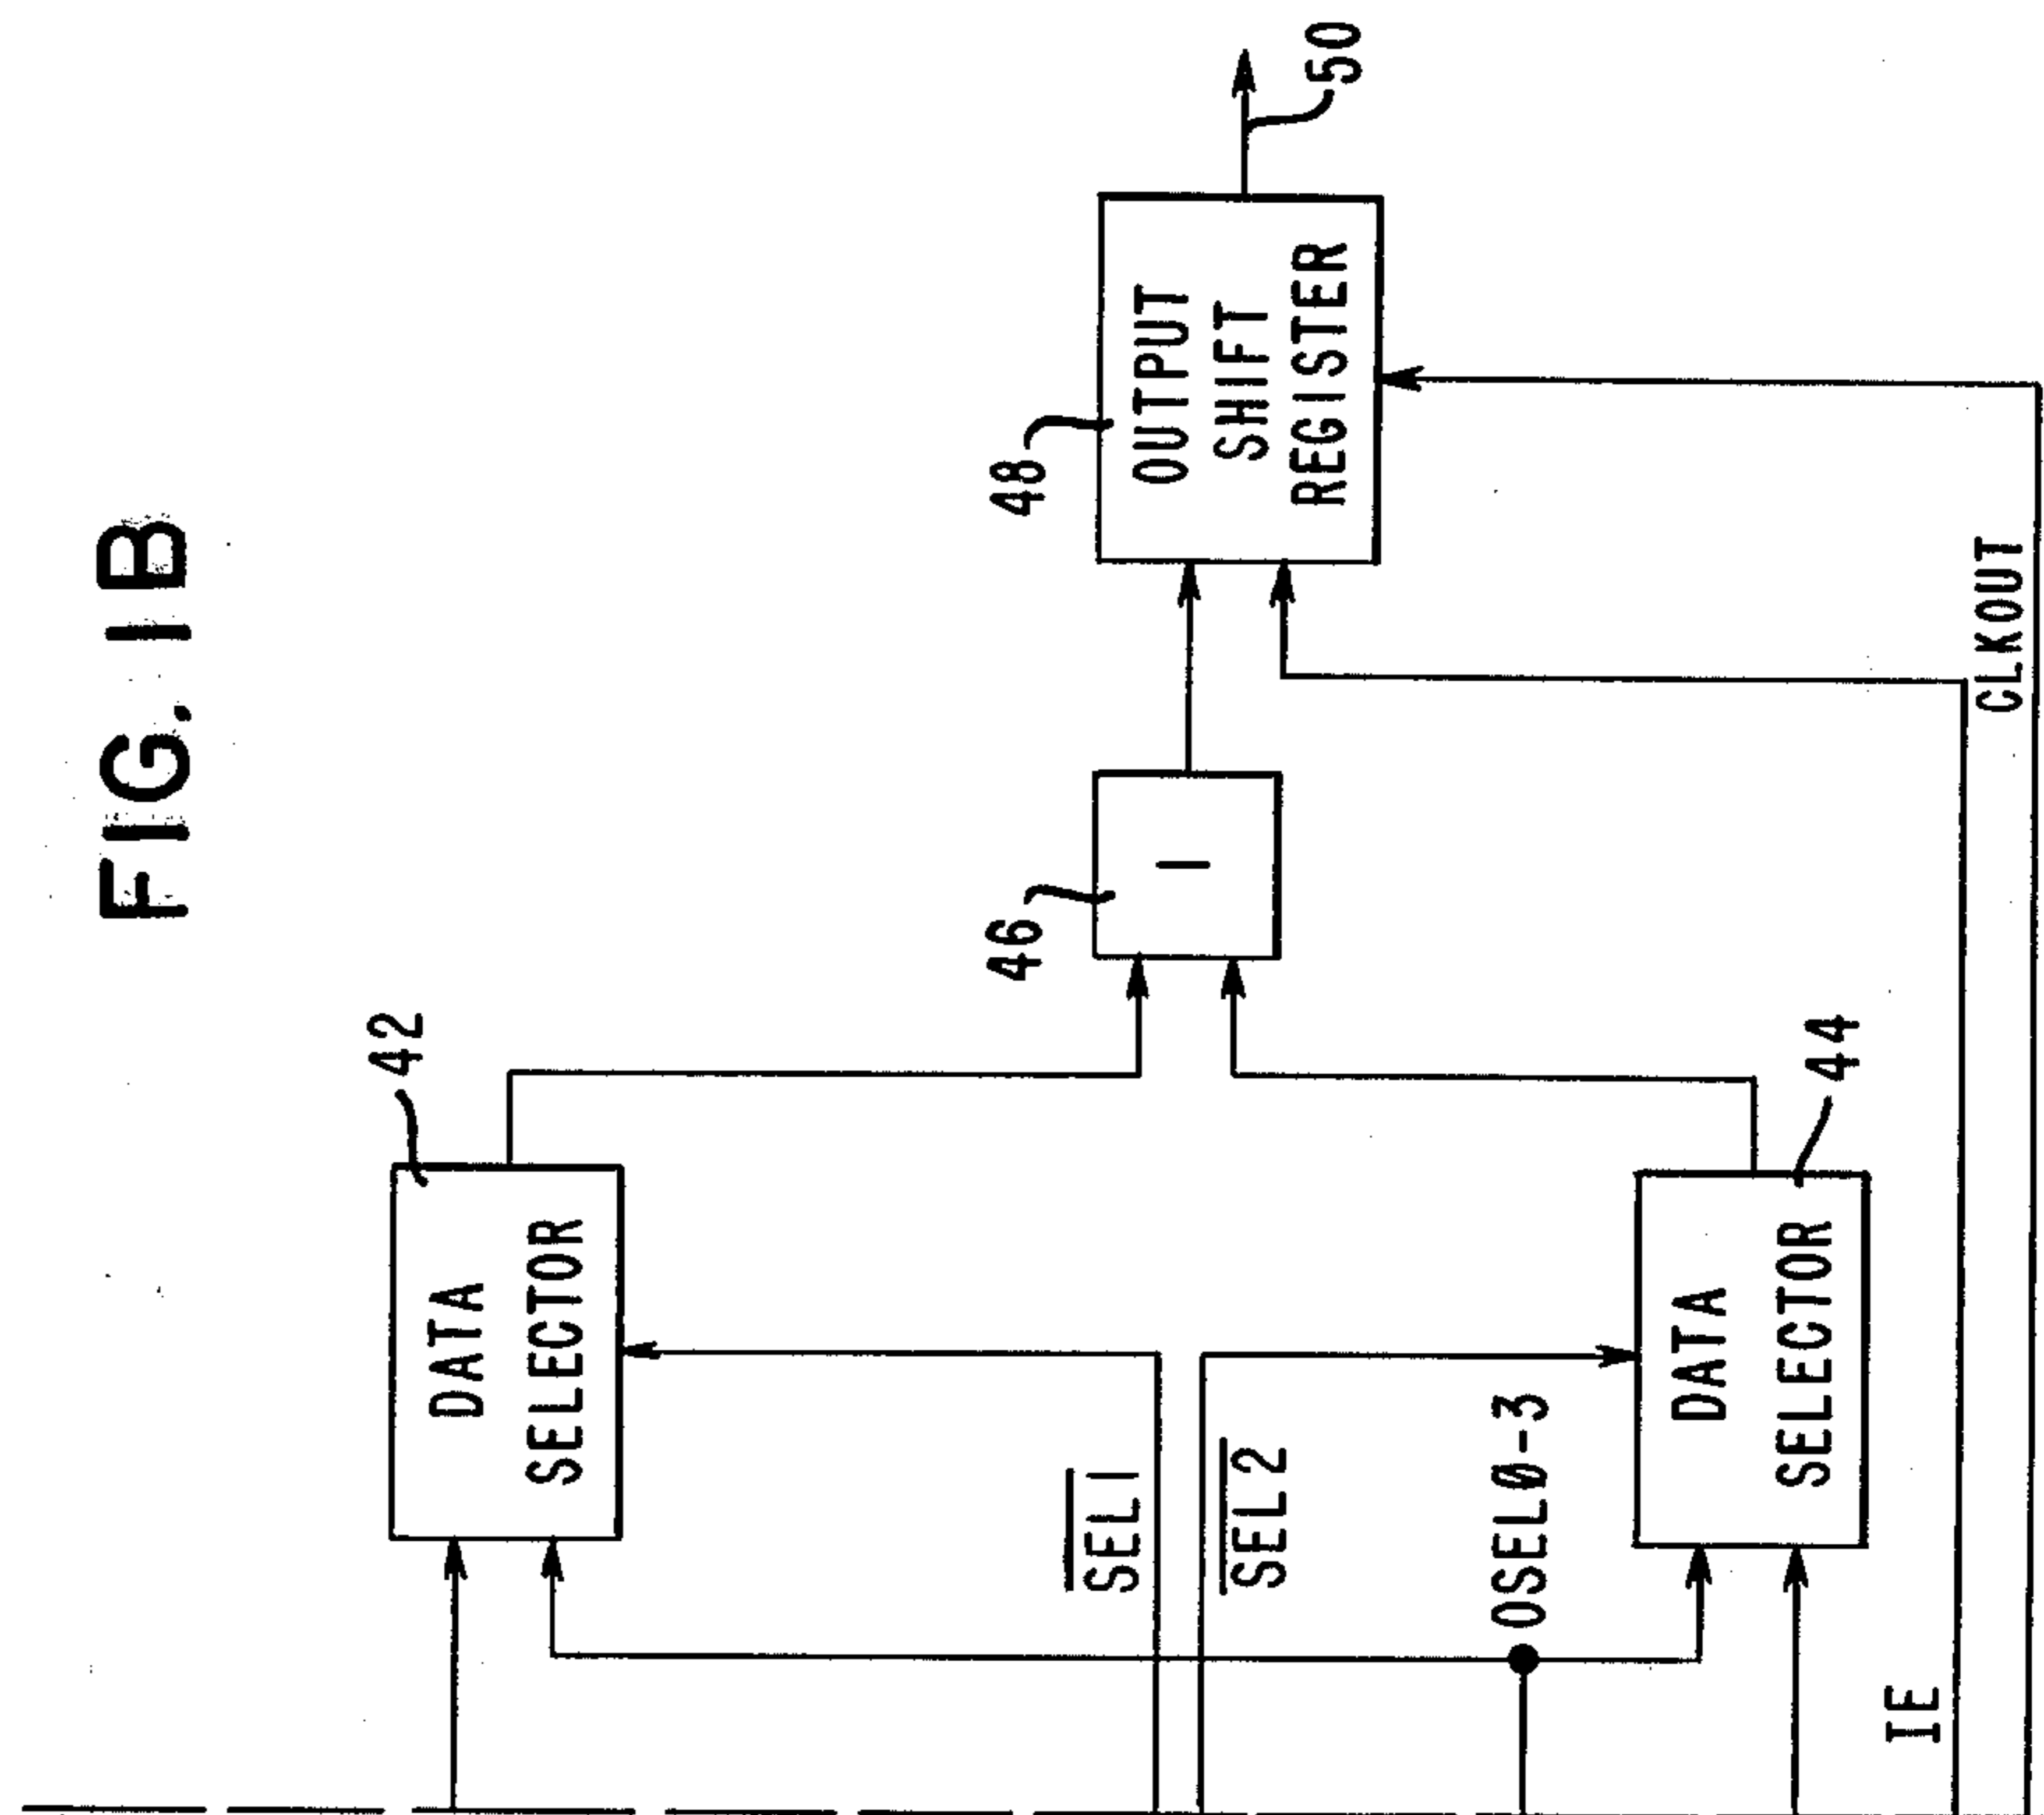 FIG. 1B
42
DATA
SELECTOR
48
OUTPUT
SHIFT
REGISTER
50
46
1
SEL1
SEL2
OSEL0-3
44
DATA
SELECTOR
IE
CLKOUT